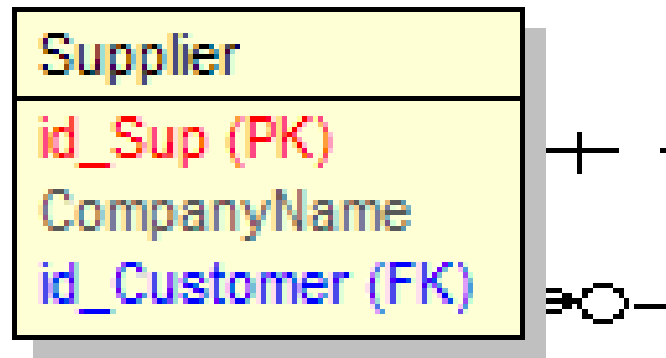 Supplier
id_Sup (PK)
CompanyName
id_Customer (FK)